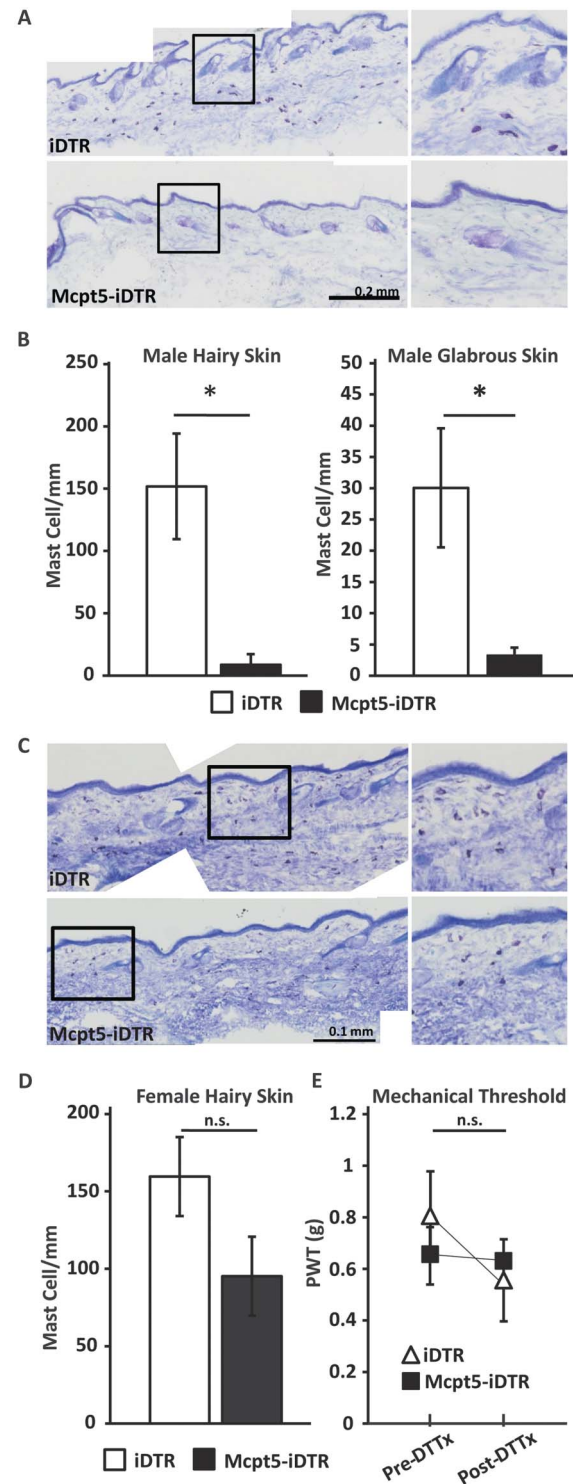 A
iDTR
Mcpt5-iDTR
0.2 mm
B
Male Hairy Skin
Male Glabrous Skin
Mast Cell/mm
250
200
150
100
50
0
*
Mast Cell/mm
50
45
40
35
30
25
20
15
10
5
0
*
iDTR Mcpt5-iDTR
C
iDTR
Mcpt5-iDTR
0.1 mm
D
Female Hairy Skin
Mast Cell/mm
200
150
100
50
0
n.s.
iDTR Mcpt5-iDTR
E
Mechanical Threshold
PWT (g)
1.2
1
0.8
0.6
0.4
0.2
0
n.s.
iDTR
Mcpt5-iDTR
Pre-DTTx
Post-DTTx